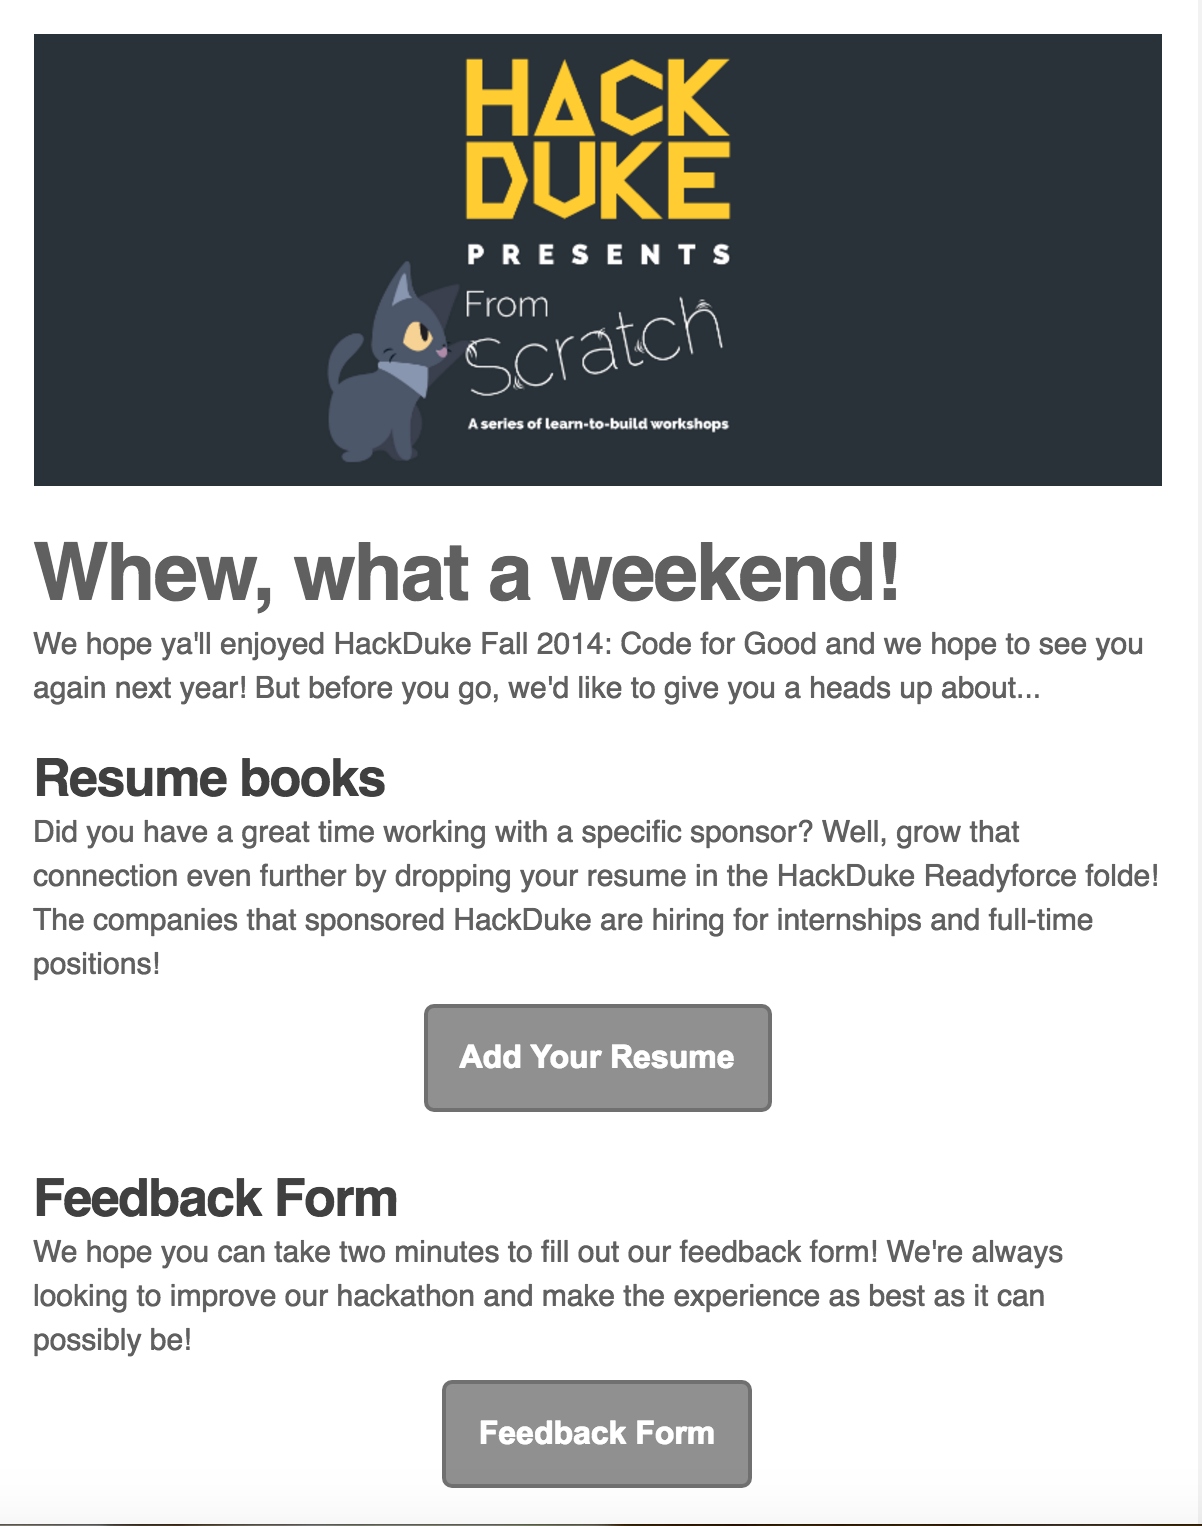 HACK
DUKE
PRESENTS
From
Scratch
A series of learn-to-build workshops
Whew, what a weekend!
We hope ya'll enjoyed HackDuke Fall 2014: Code for Good and we hope to see you
again next year! But before you go, we'd like to give you a heads up about...
Resume books
Did you have a great time working with a specific sponsor? Well, grow that
connection even further by dropping your resume in the HackDuke Readyforce folde!
The companies that sponsored HackDuke are hiring for internships and full-time
positions!
Add Your Resume
Feedback Form
We hope you can take two minutes to fill out our feedback form! We're always
looking to improve our hackathon and make the experience as best as it can
possibly be!
Feedback Form